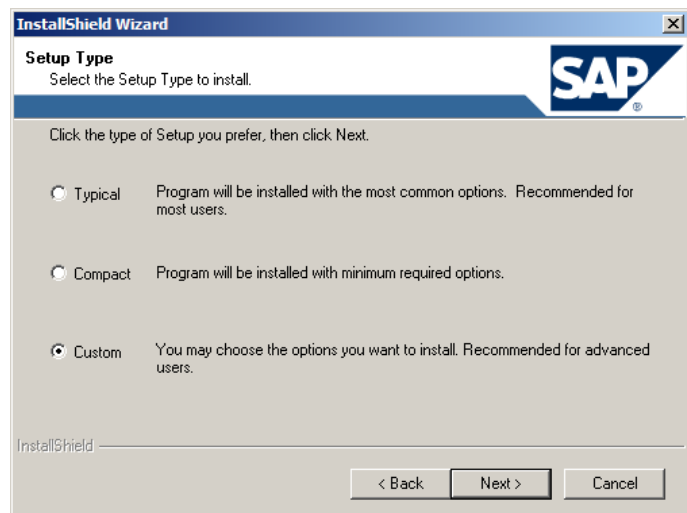 InstallShield Wizard
Setup Type
Select the Setup Type to install.
SAP
®
Click the type of Setup you prefer, then click Next.
Typical
Program will be installed with the most common options. Recommended for
most users.
Compact
Program will be installed with minimum required options.
Custom
You may choose the options you want to install. Recommended for advanced
users.
InstallShield
< Back
Next >
Cancel